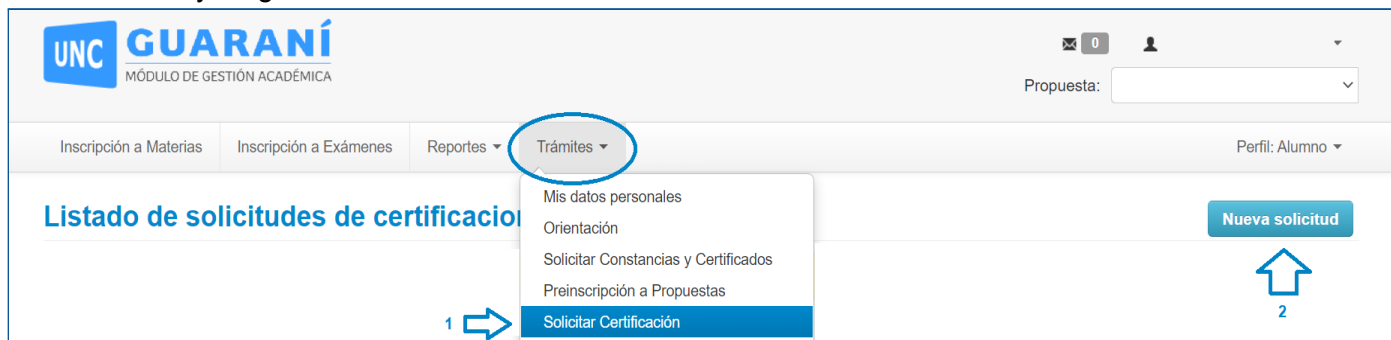 UNC GUARANÍ
MÓDULO DE GESTIÓN ACADÉMICA
0
Propuesta:
Inscripción a Materias Inscripción a Exámenes Reportes Trámites Perfil: Alumno
Mis datos personales
Listado de solicitudes de Nueva solicitud
Orientación
Solicitar Constancias y Certificados
Preinscripción a Propuestas
1 Solicitar Certificación 2